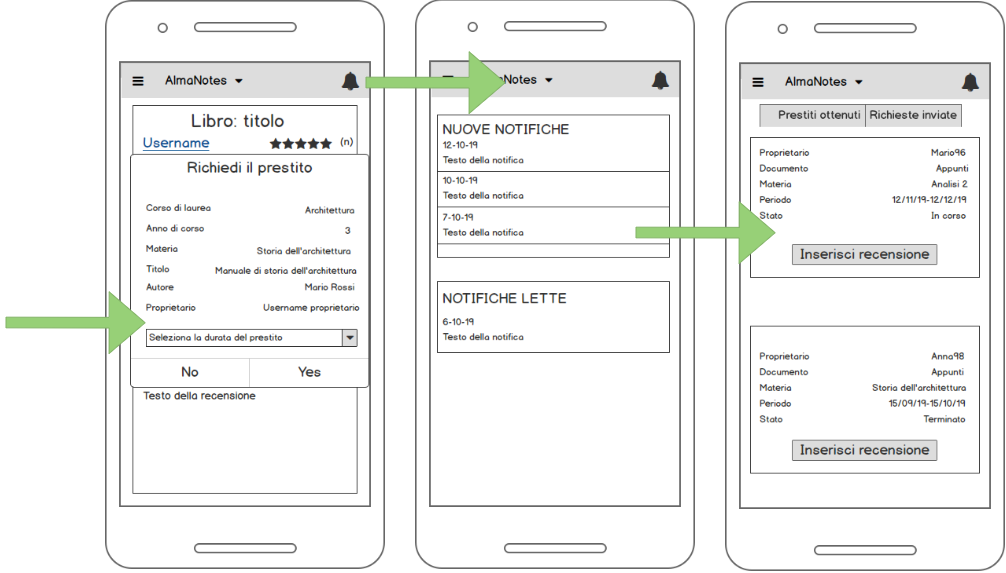 AlmaNotes
Libro: titolo
Username (n)
Richiedi il prestito
Corso di laurea Architettura
Anno di corso 3
Materia Storia dell'architettura
Titolo Manuale di storia dell'architettura
Autore Mario Rossi
Proprietario Username proprietario
Seleziona la durata del prestito
No Yes
Testo della recensione
Notes
NUOVE NOTIFICHE
12-10-19
Testo della notifica
10-10-19
Testo della notifica
7-10-19
Testo della notifica
NOTIFICHE LETTE
6-10-19
Testo della notifica
AlmaNotes
Prestiti ottenuti Richieste inviate
Proprietario Mario96
Documento Appunti
Materia Analisi 2
Periodo 12/11/19-12/12/19
Stato In corso
Inserisci recensione
Proprietario Anna98
Documento Appunti
Materia Storia dell'architettura
Periodo 15/09/19-15/10/19
Stato Terminato
Inserisci recensione